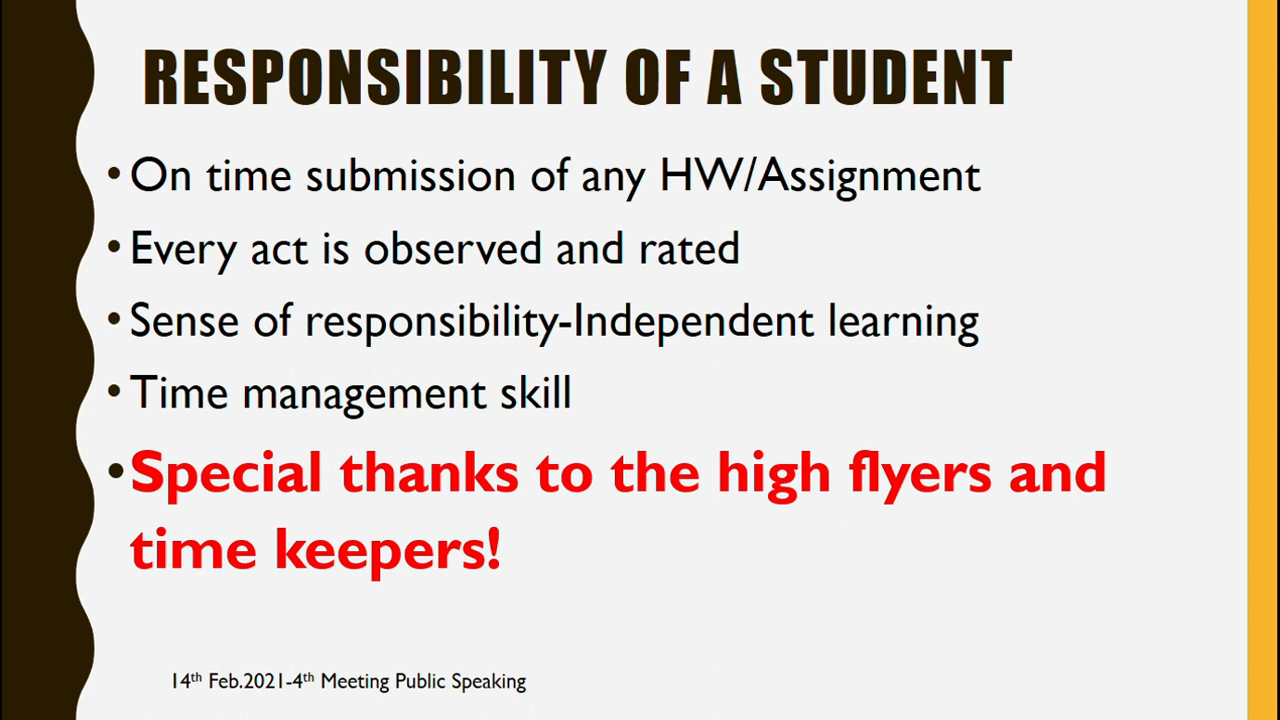 RESPONSIBILITY OF A STUDENT
• On time submission of any HW/Assignment
• Every act is observed and rated
• Sense of responsibility-Independent learning
• Time management skill
• Special thanks to the high flyers and
time keepers!
14th Feb.2021-4th Meeting Public Speaking